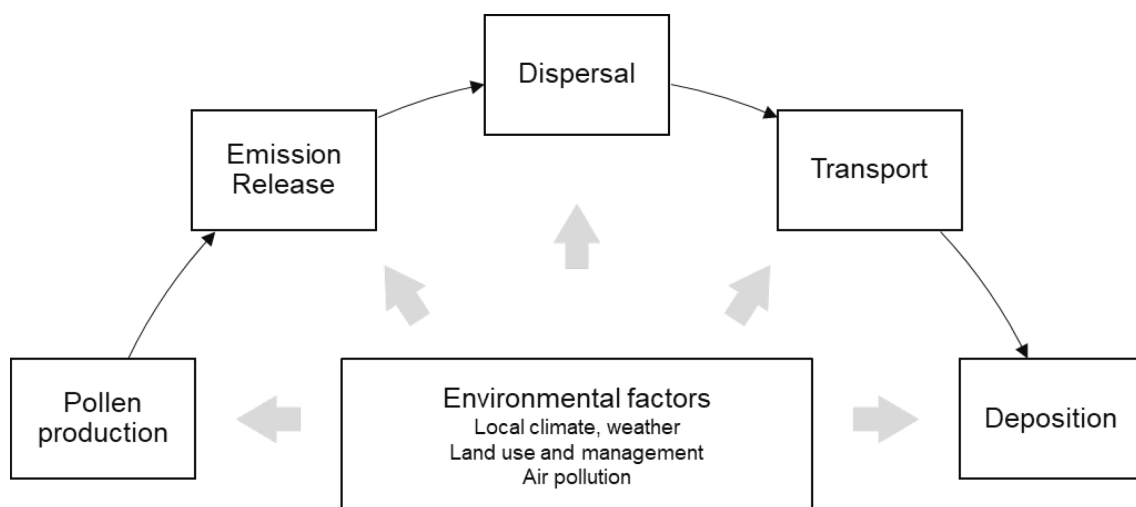 Dispersal
Emission
Release
Transport
Pollen
production
Environmental factors
Local climate, weather
Land use and management
Air pollution
Deposition